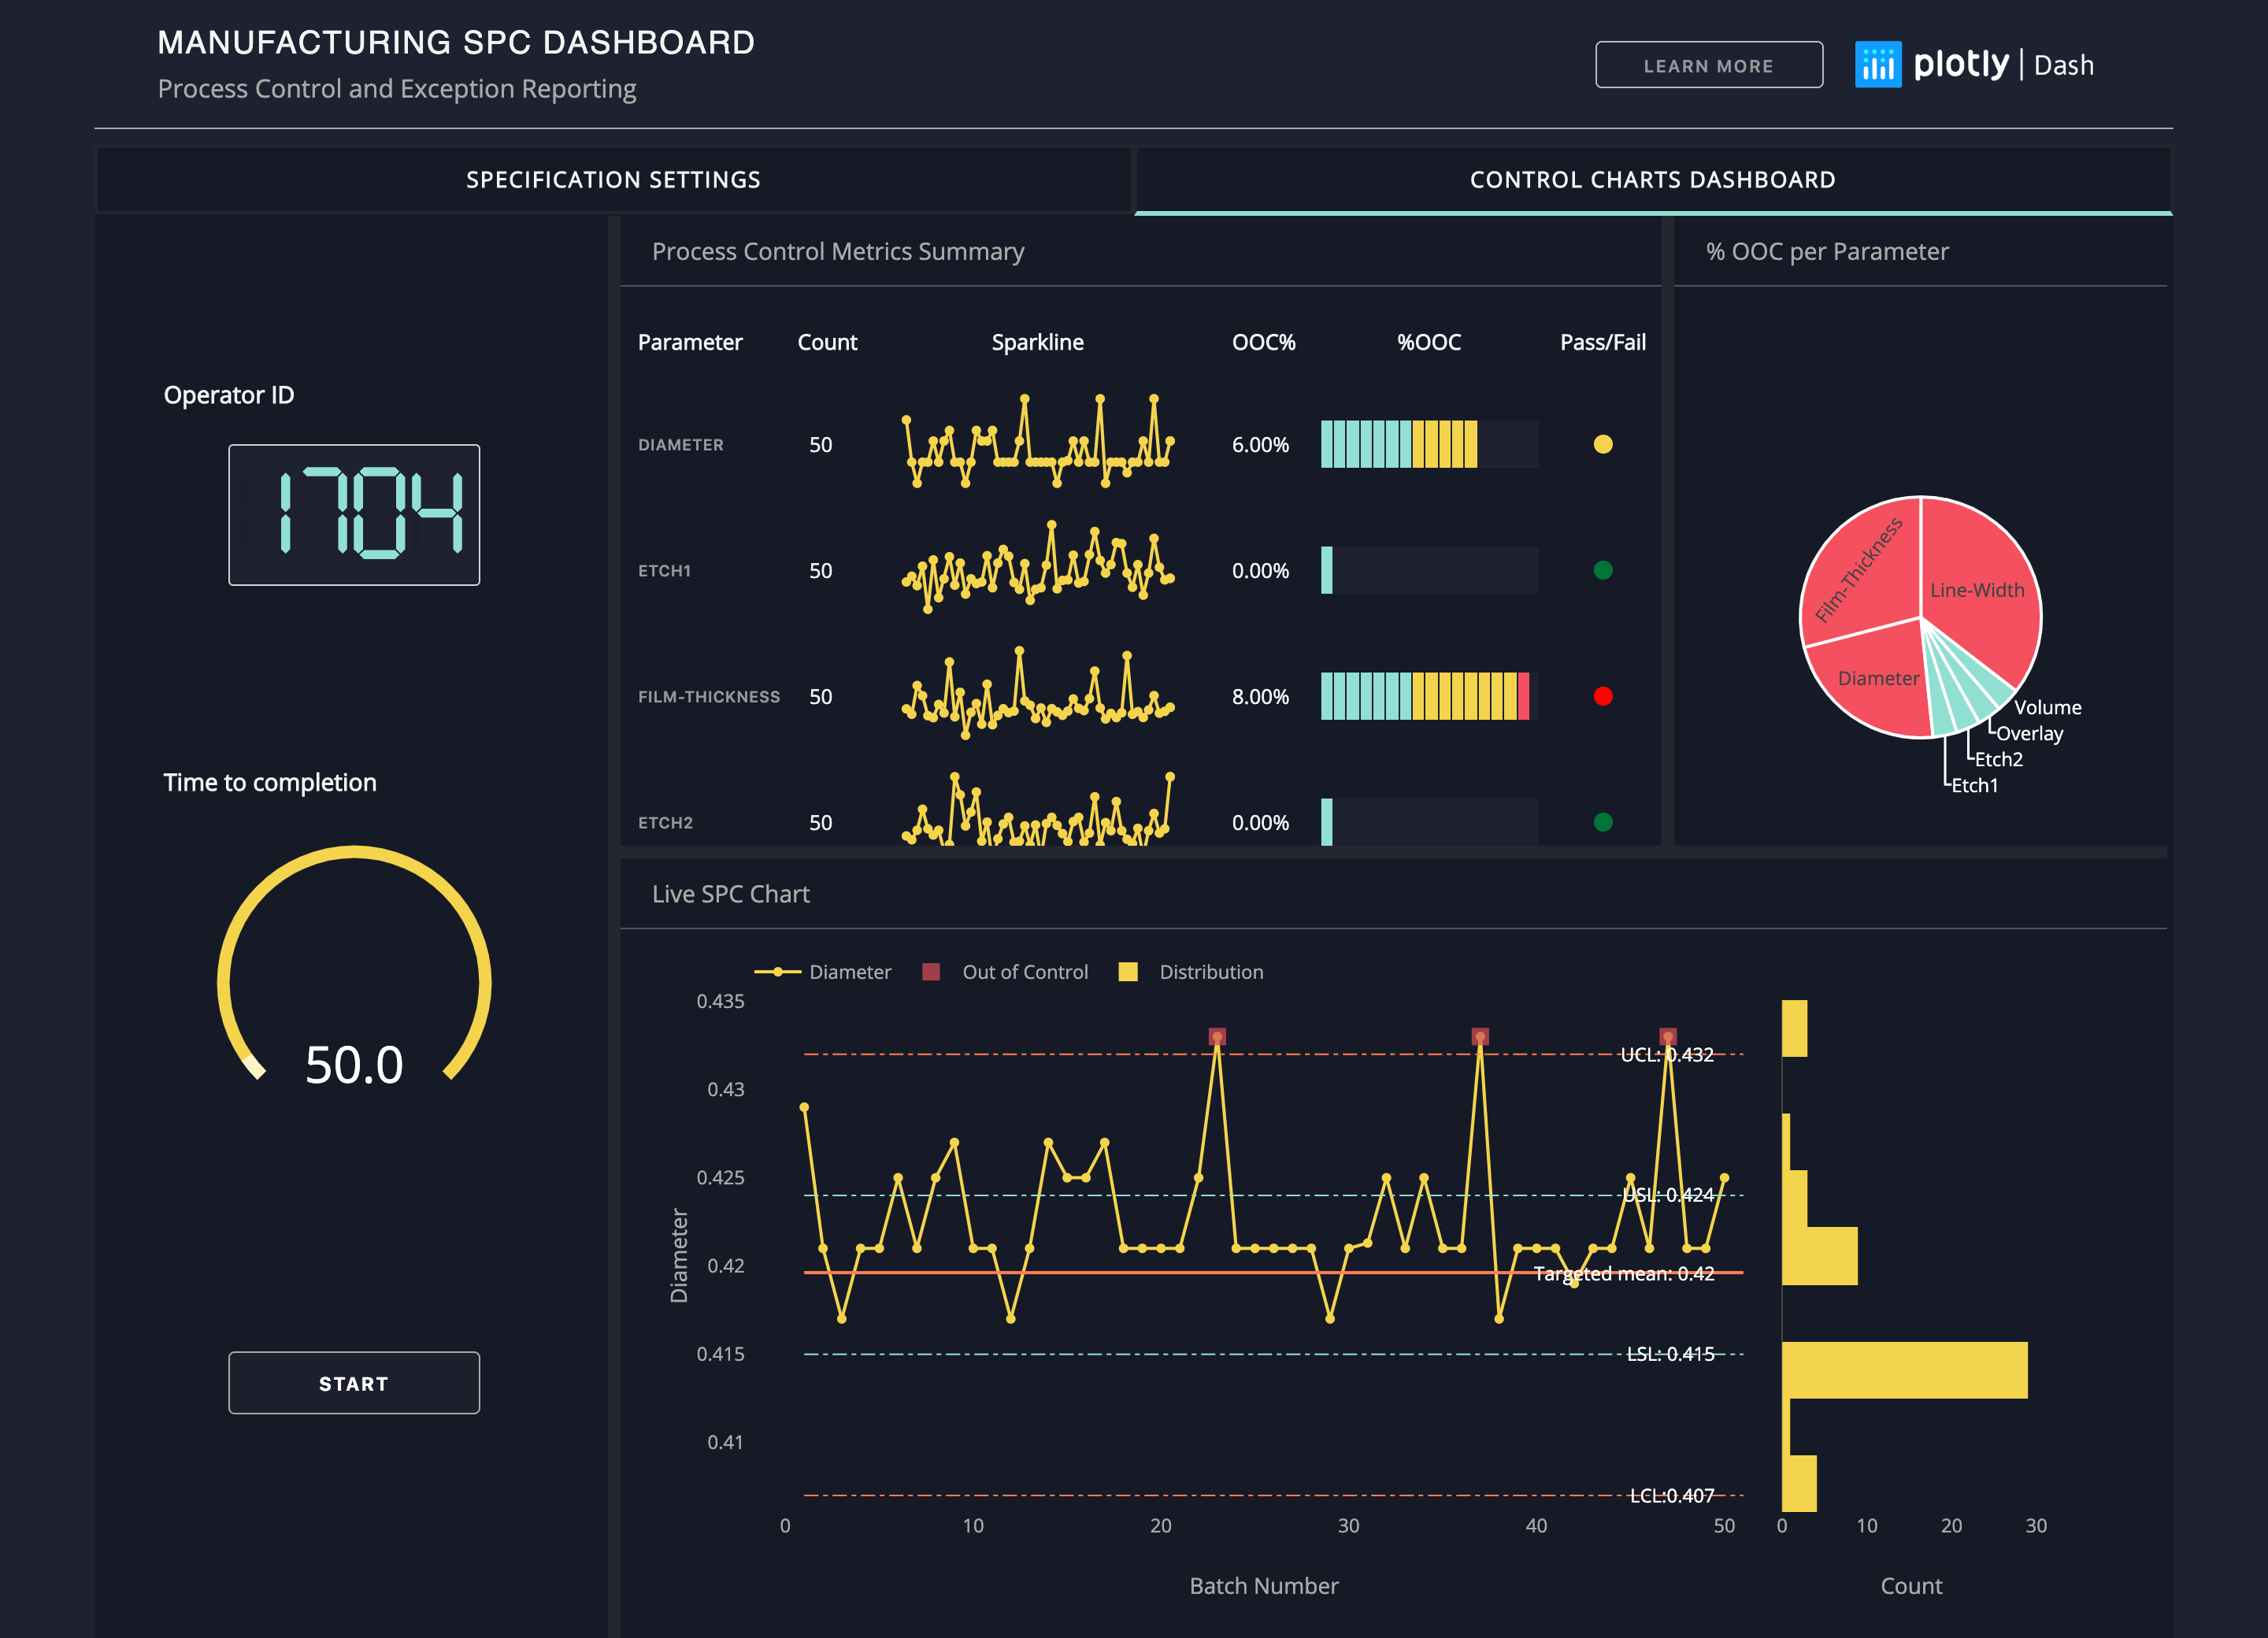 MANUFACTURING SPC DASHBOARD
Process Control and Exception Reporting
LEARN MORE
plotly | Dash
SPECIFICATION SETTINGS
CONTROL CHARTS DASHBOARD
Operator ID
1704
Time to completion
50.0
START
Process Control Metrics Summary
Parameter Count Sparkline OOC% %OOC Pass/Fail
DIAMETER 50 6.00%
ETCH1 50 0.00%
FILM-THICKNESS 50 8.00%
ETCH2 50 0.00%
% OOC per Parameter
Film-Thickness
Line-Width
Diameter
Volume
Overlay
Etch2
Etch1
Live SPC Chart
Diameter Out of Control Distribution
0.435
0.43
0.425
0.42
0.415
0.41
Diameter
UCL: 0.432
USL: 0.424
Targeted mean: 0.42
LSL: 0.415
LCL:0.407
0 10 20 30 40 50
Batch Number
0 10 20 30
Count